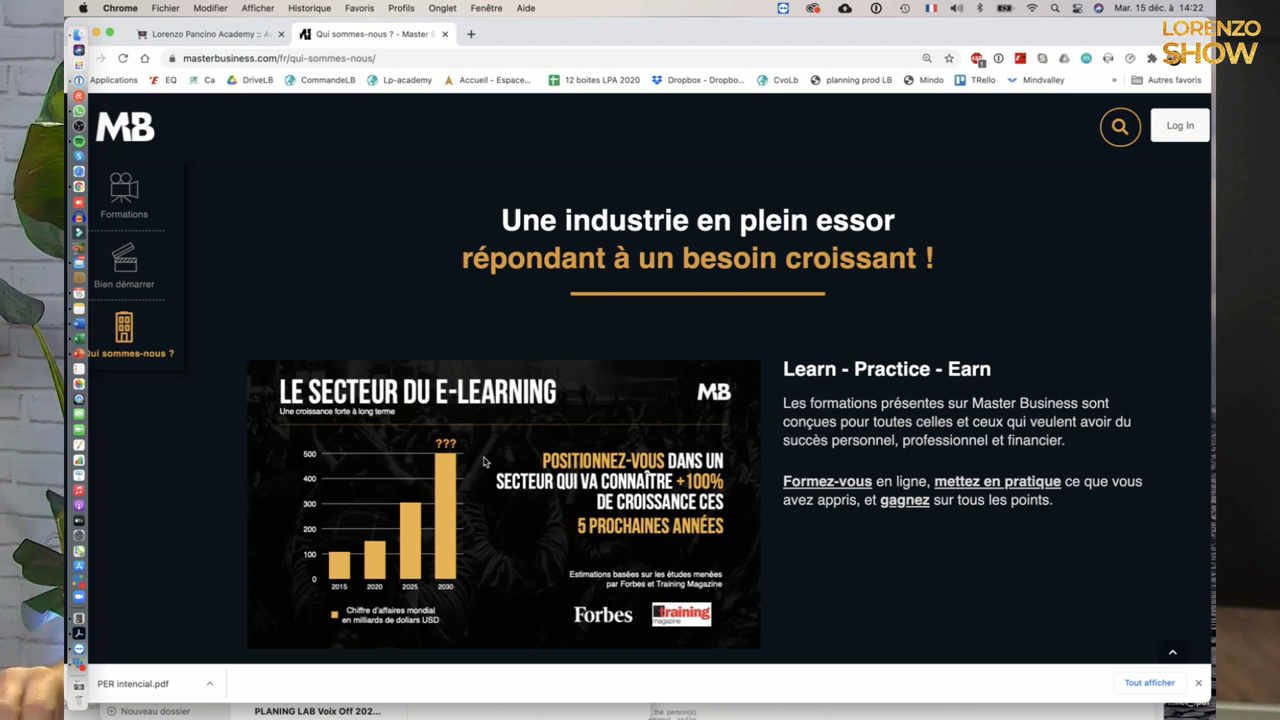 Chrome Fichier Modifier Afficher Historique Favoris Profils Onglet Fenêtre Aide
Mar. 15 déc. à 14:22
LORENZO
SHOW
Lorenzo Pancino Academy ::
Qui sommes-nous ? - Master
masterbusiness.com/fr/qui-sommes-nous/
Applications EQ Ca DriveLB CommandeLB Lp-academy Accueil - Espace... 12 boites LPA 2020 Dropbox - Dropbo... CvoLb planning prod LB Mindo TRello Mindvalley » Autres favoris
MB
Log In
Formations
Bien démarrer
Qui sommes-nous ?
Une industrie en plein essor
répondant à un besoin croissant !
LE SECTEUR DU E-LEARNING
Une croissance forte à long terme
MB
???
500
400
300
200
100
0
2015 2020 2025 2030
Chiffre d'affaires mondial
en milliards de dollars USD
POSITIONNEZ-VOUS DANS UN
SECTEUR QUI VA CONNAÎTRE +100%
DE CROISSANCE CES
5 PROCHAINES ANNÉES
Estimations basées sur les études menées
par Forbes et Training Magazine
Forbes
training
magazine
Learn - Practice - Earn
Les formations présentes sur Master Business sont
conçues pour toutes celles et ceux qui veulent avoir du
succès personnel, professionnel et financier.
Formez-vous en ligne, mettez en pratique ce que vous
avez appris, et gagnez sur tous les points.
PER intencial.pdf
Tout afficher
Nouveau dossier
PLANING LAB Voix Off 202...
the person(s)